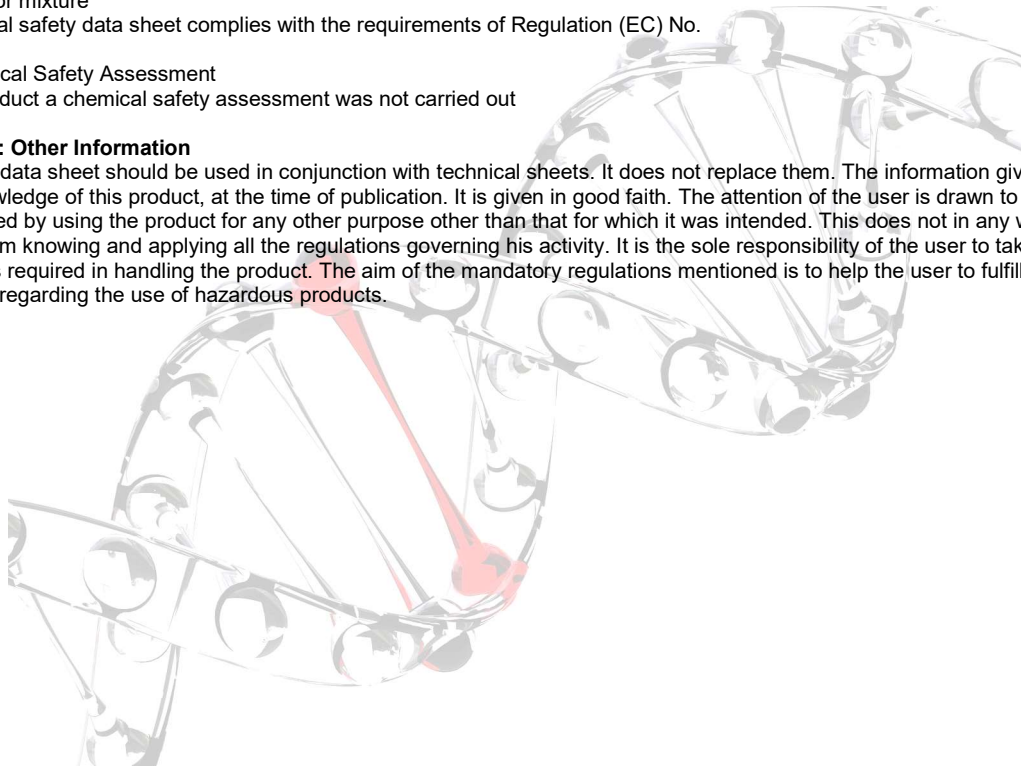 or mixture
al safety data sheet complies with the requirements of Regulation (EC) No.
cal Safety Assessment
duct a chemical safety assessment was not carried out
: Other Information
data sheet should be used in conjunction with technical sheets. It does not replace them. The information giv
wledge of this product, at the time of publication. It is given in good faith. The attention of the user is drawn to
ed by using the product for any other purpose other than that for which it was intended. This does not in any w
m knowing and applying all the regulations governing his activity. It is the sole responsibility of the user to tak
s required in handling the product. The aim of the mandatory regulations mentioned is to help the user to fulfill
regarding the use of hazardous products.